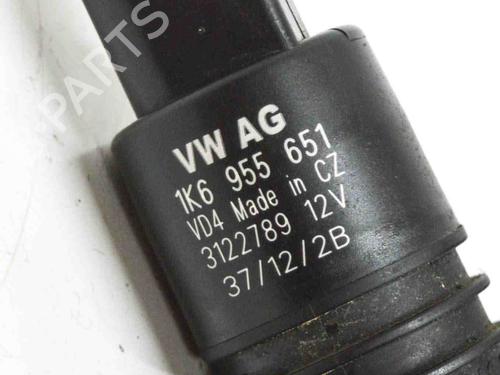 PARTS
VW AG
1K6 955 651
VD4 Made in CZ
3122789 12V
37/12/2B